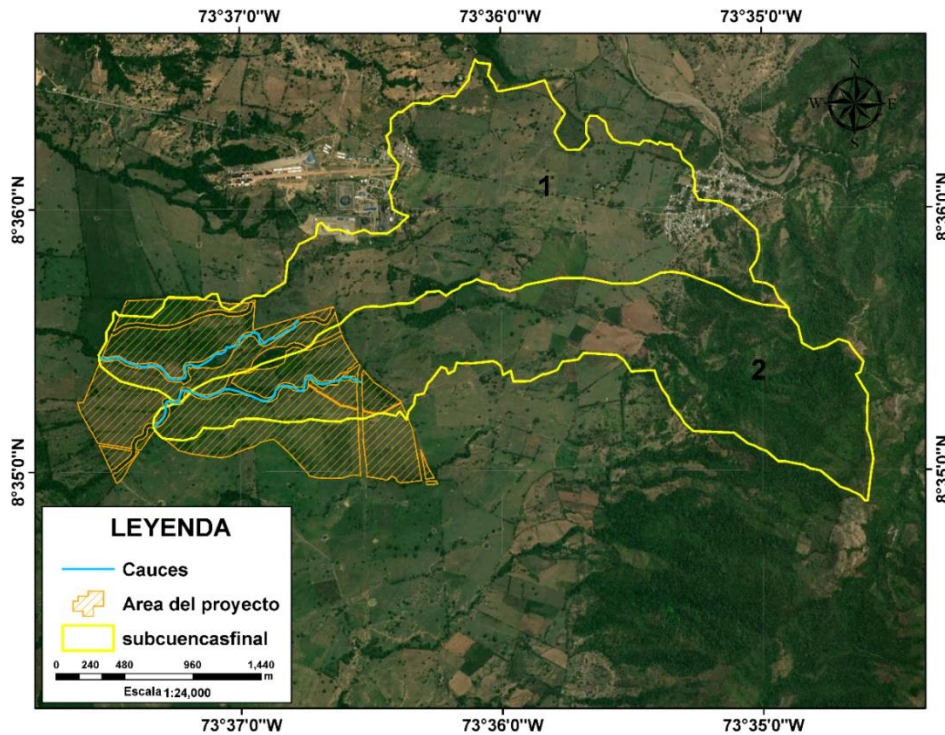 73°37'0"W 73°36'0"W 73°35'0"W
N
W E
S
1
8°36'0"N 8°36'0"N
2
8°35'0"N 8°35'0"N
LEYENDA
Cauces
Area del proyecto
subcuencasfinal
0 240 480 960 1,440
m
Escala 1:24,000
73°37'0"W 73°36'0"W 73°35'0"W